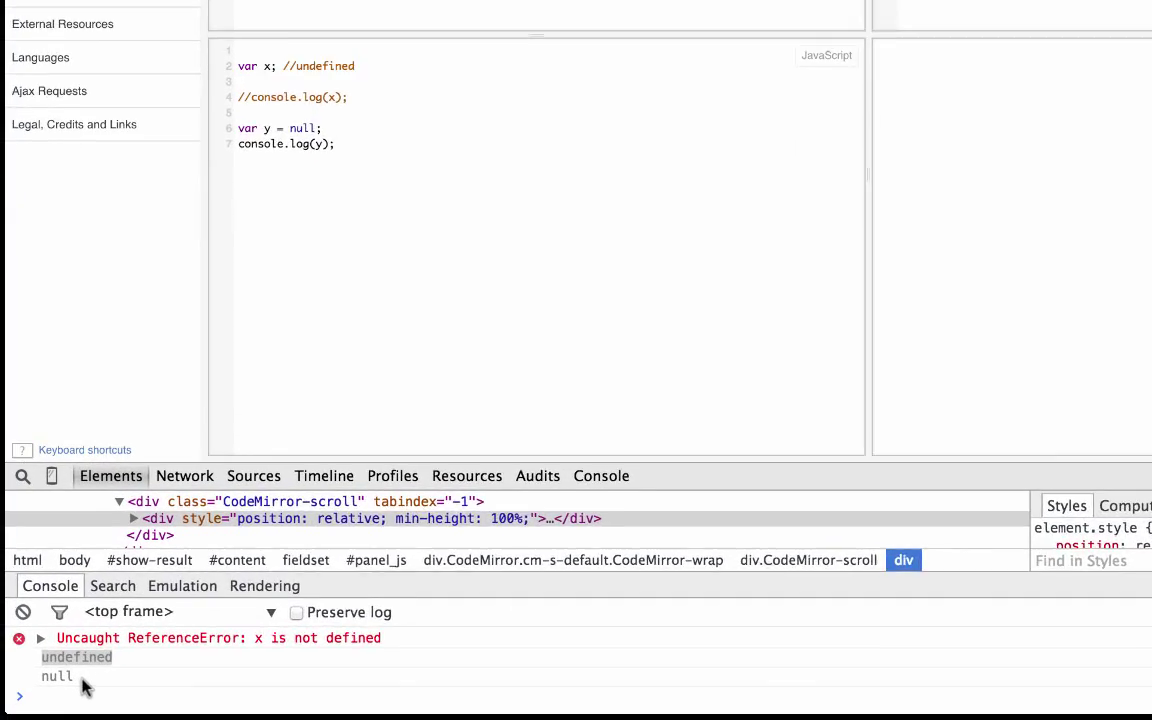 External Resources
Languages
Ajax Requests
Legal, Credits and Links
? Keyboard shortcuts
JavaScript
1
2 var x; //undefined
3
4 //console.log(x);
5
6 var y = null;
7 console.log(y);
Elements Network Sources Timeline Profiles Resources Audits Console
▼<div class="CodeMirror-scroll" tabindex="-1">
▶<div style="position: relative; min-height: 100%;">…</div>
</div>
html body #show-result #content fieldset #panel_js div.CodeMirror.cm-s-default.CodeMirror-wrap div.CodeMirror-scroll div
Styles Comput
element.style {
position: re
Find in Styles
Console Search Emulation Rendering
<top frame> ▼ Preserve log
▶ Uncaught ReferenceError: x is not defined
undefined
null
>